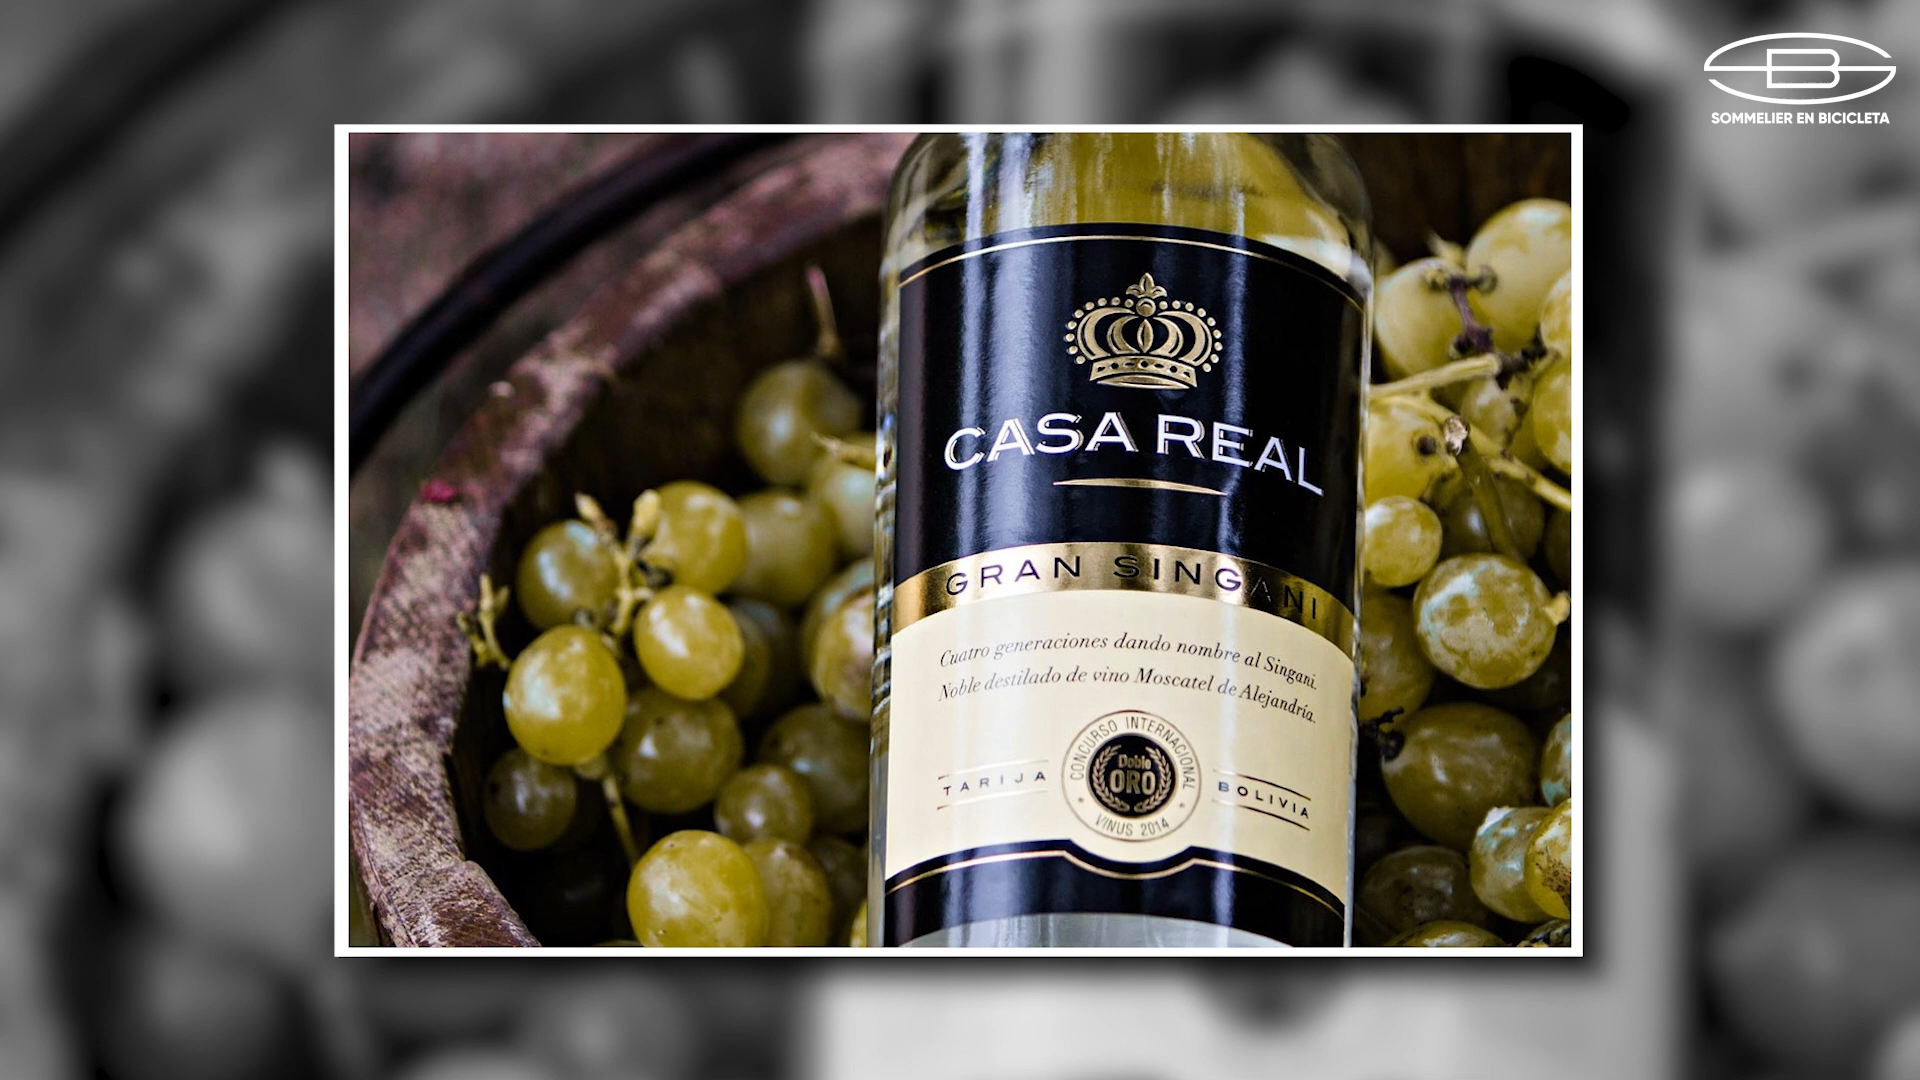 B
SOMMELIER EN BICICLETA
CASA REAL
GRAN SINGANI
Cuatro generaciones dando nombre al Singani.
Noble destilado de vino Moscatel de Alejandría.
TARIJA
CONCURSO INTERNACIONAL
Doble
ORO
VINUS 2014
BOLIVIA